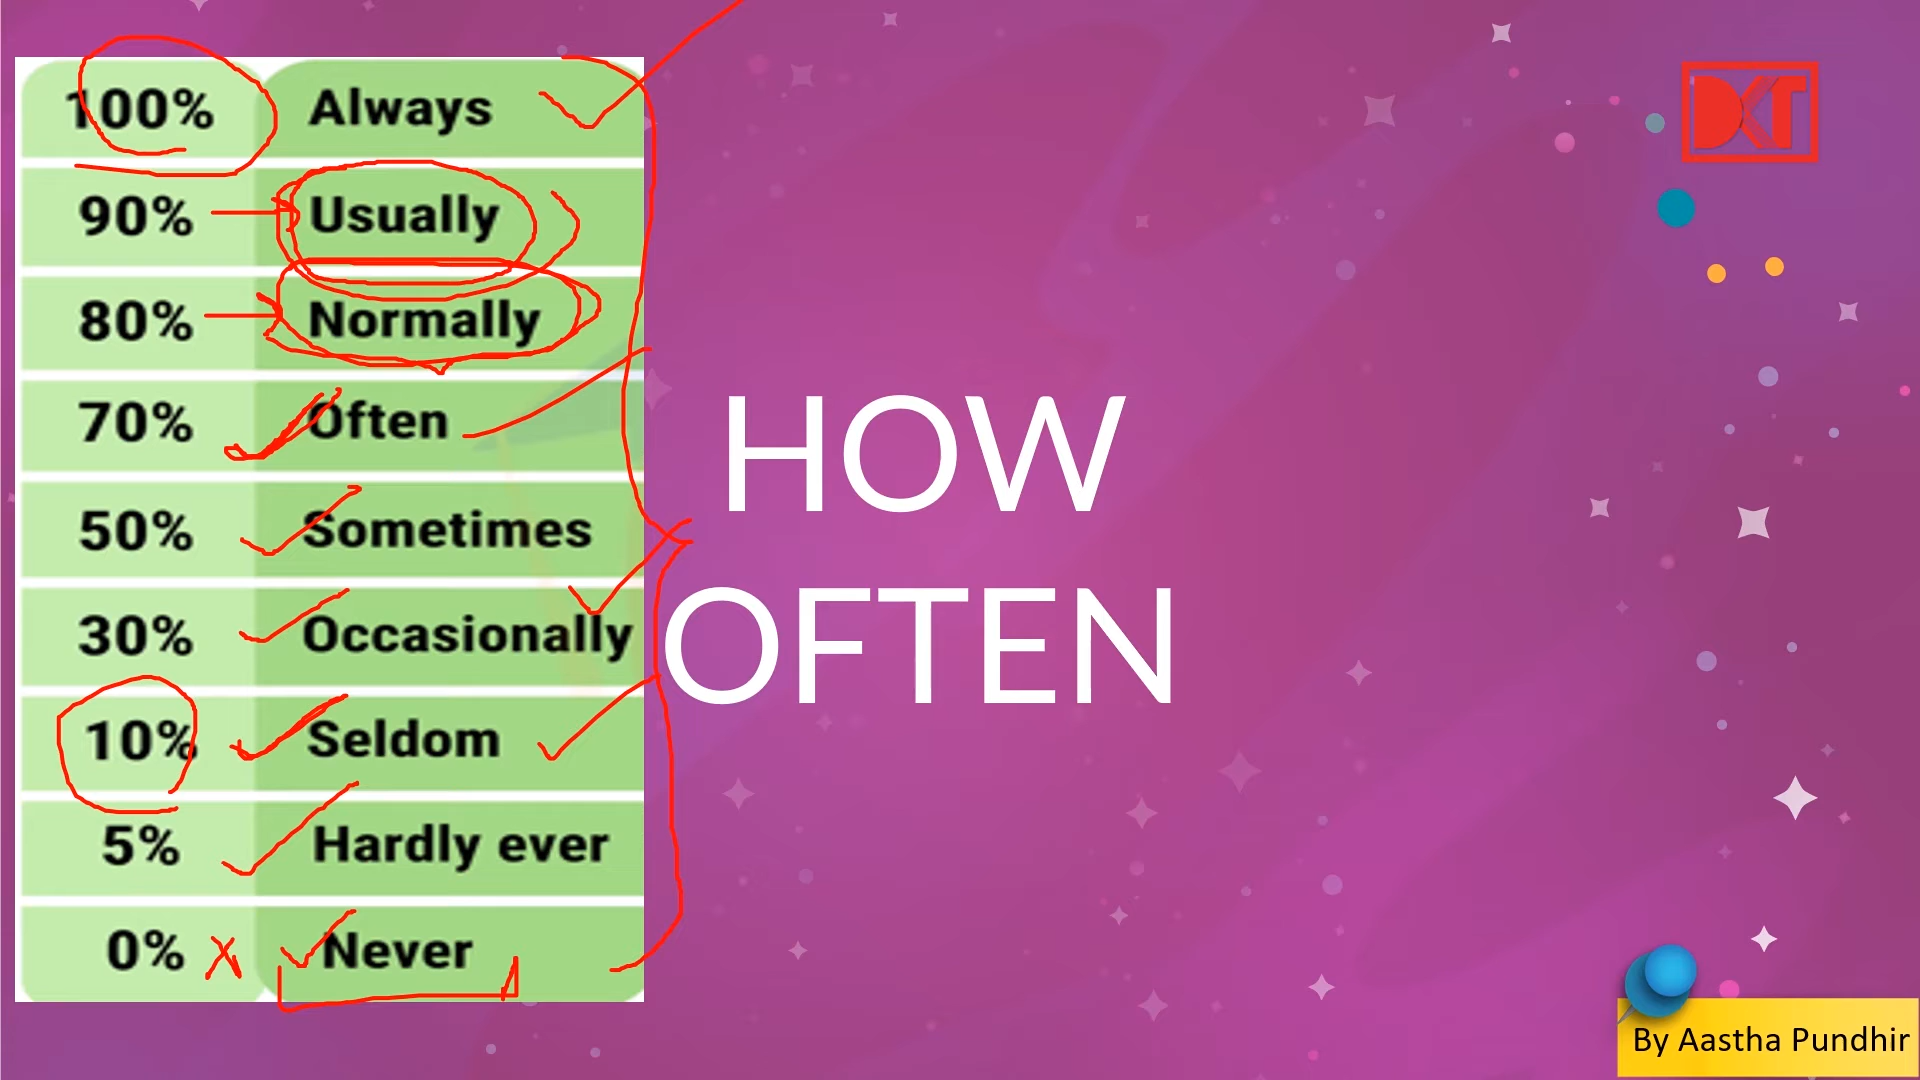 100% Always
90% Usually
80% Normally
70% Often
50% Sometimes
30% Occasionally
10% Seldom
5% Hardly ever
0% Never
HOW
OFTEN
DKT
By Aastha Pundhir